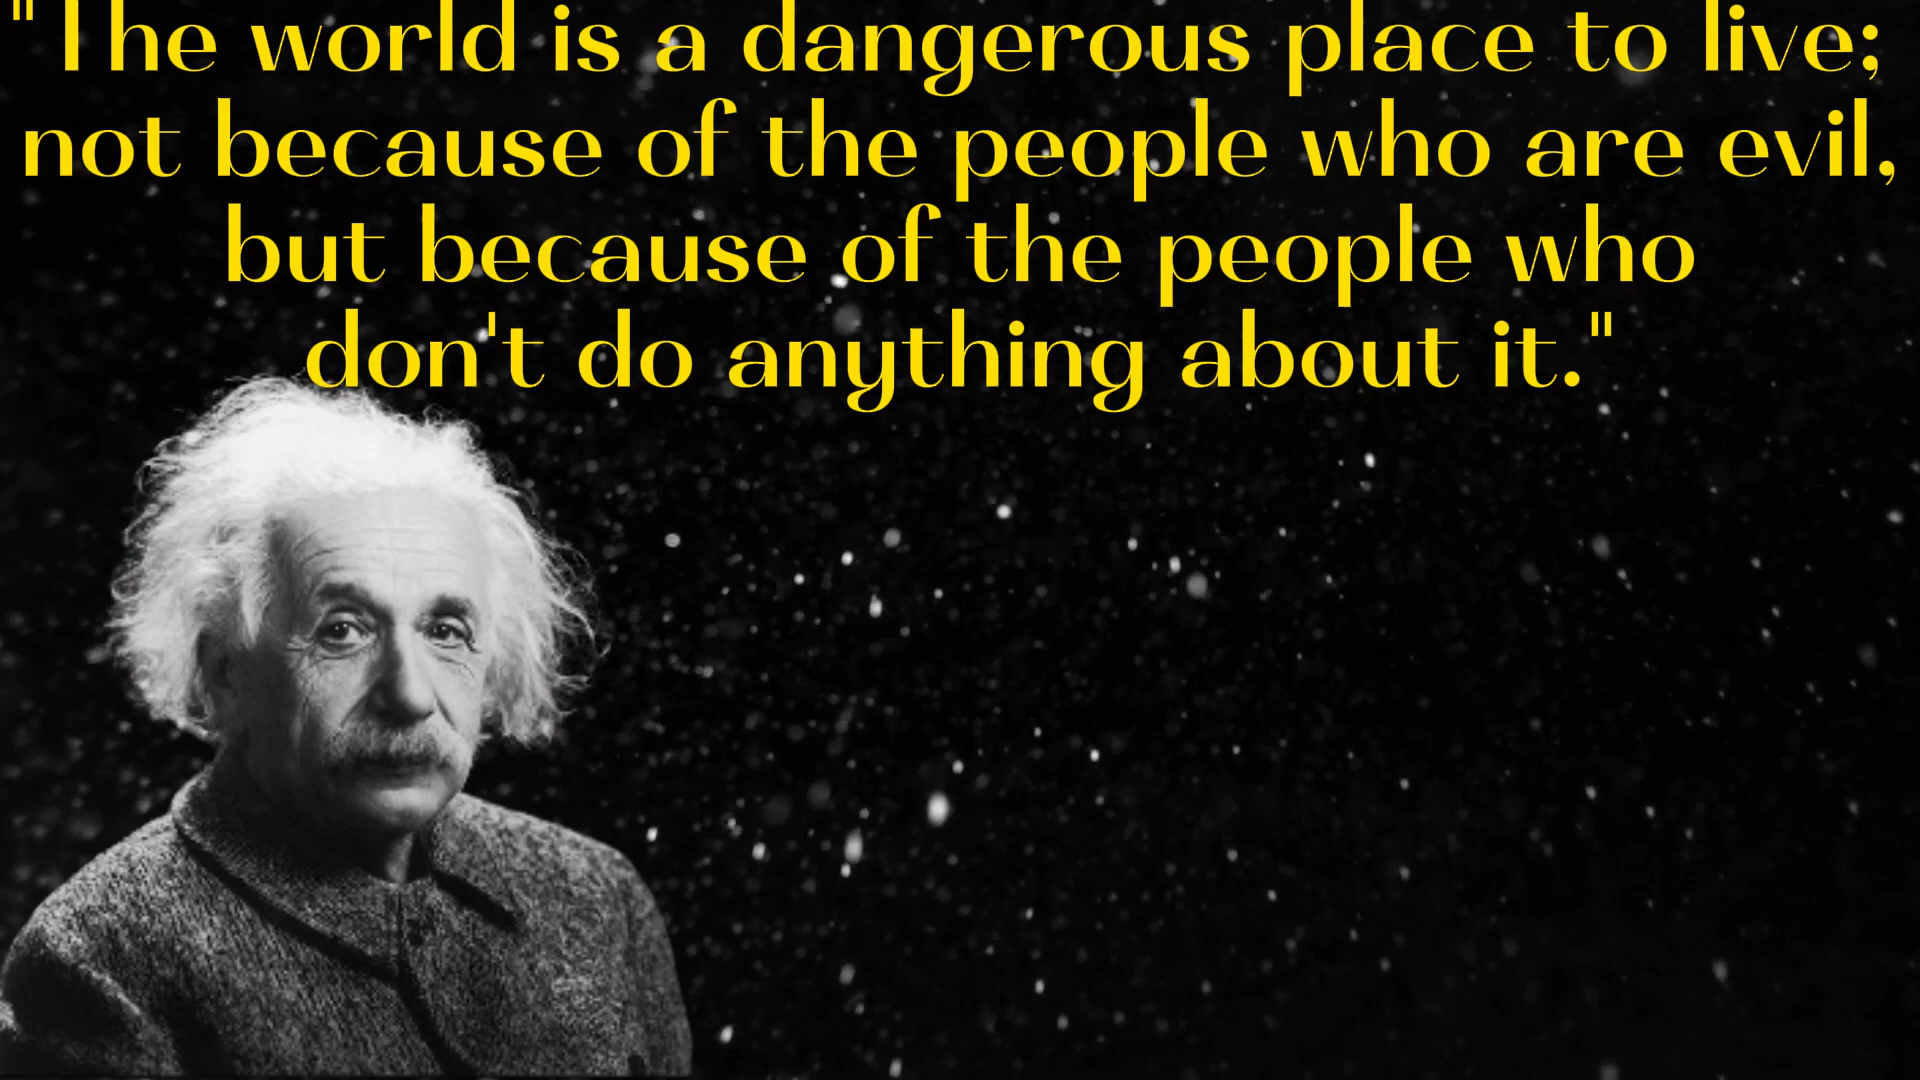 "The world is a dangerous place to live;
not because of the people who are evil,
but because of the people who
don't do anything about it."